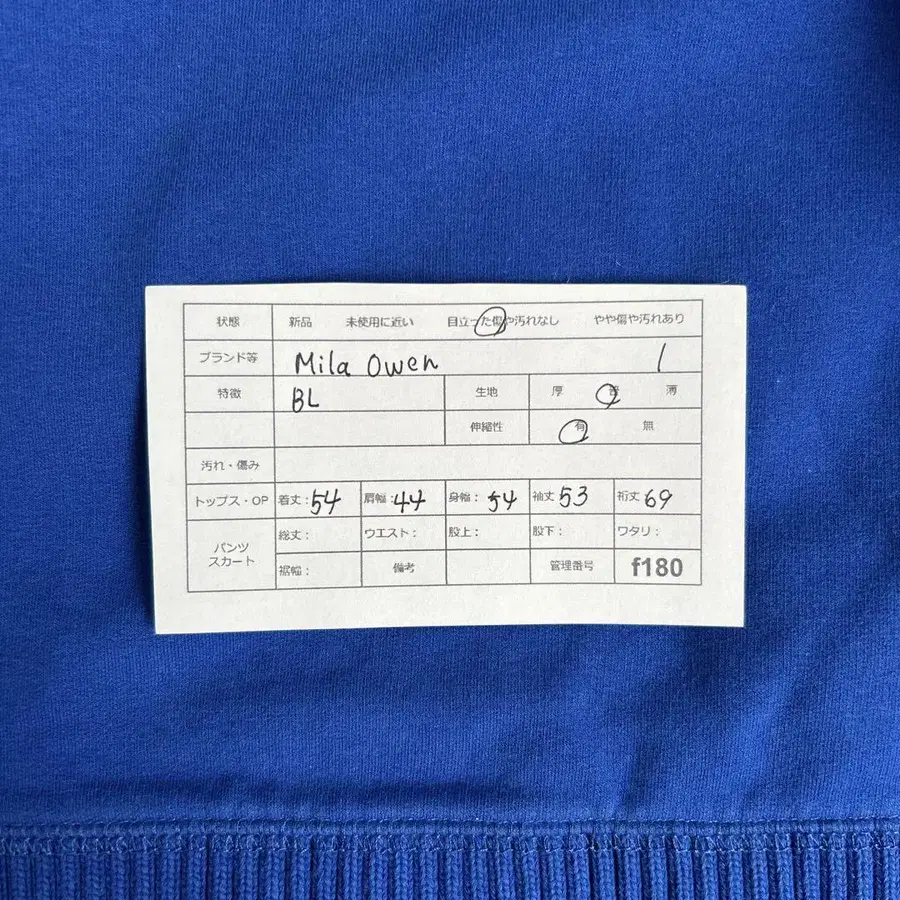 状態 新品 未使用に近い 目立った傷や汚れなし やや傷や汚れあり
ブランド等 Mila Owen 1
特徴 BL 生地 厚 普 薄
伸縮性 有 無
汚れ・傷み
トップス・OP 着丈:54 肩幅:44 身幅:54 袖丈53 裄丈69
パンツ スカート 総丈: ウエスト: 股上: 股下: ワタリ:
裾幅: 備考 管理番号 f180